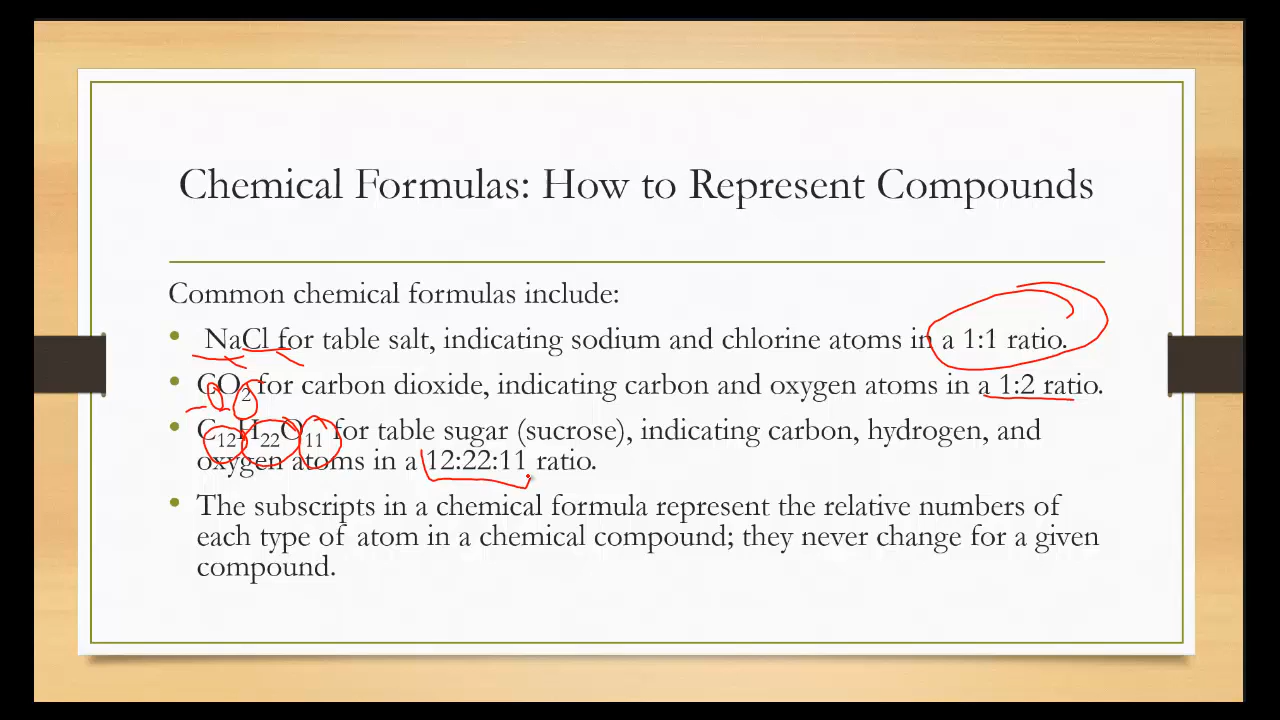 Chemical Formulas: How to Represent Compounds
Common chemical formulas include:
• NaCl for table salt, indicating sodium and chlorine atoms in a 1:1 ratio.
• CO₂ for carbon dioxide, indicating carbon and oxygen atoms in a 1:2 ratio.
• C₁₂H₂₂O₁₁ for table sugar (sucrose), indicating carbon, hydrogen, and
oxygen atoms in a 12:22:11 ratio.
• The subscripts in a chemical formula represent the relative numbers of
each type of atom in a chemical compound; they never change for a given
compound.